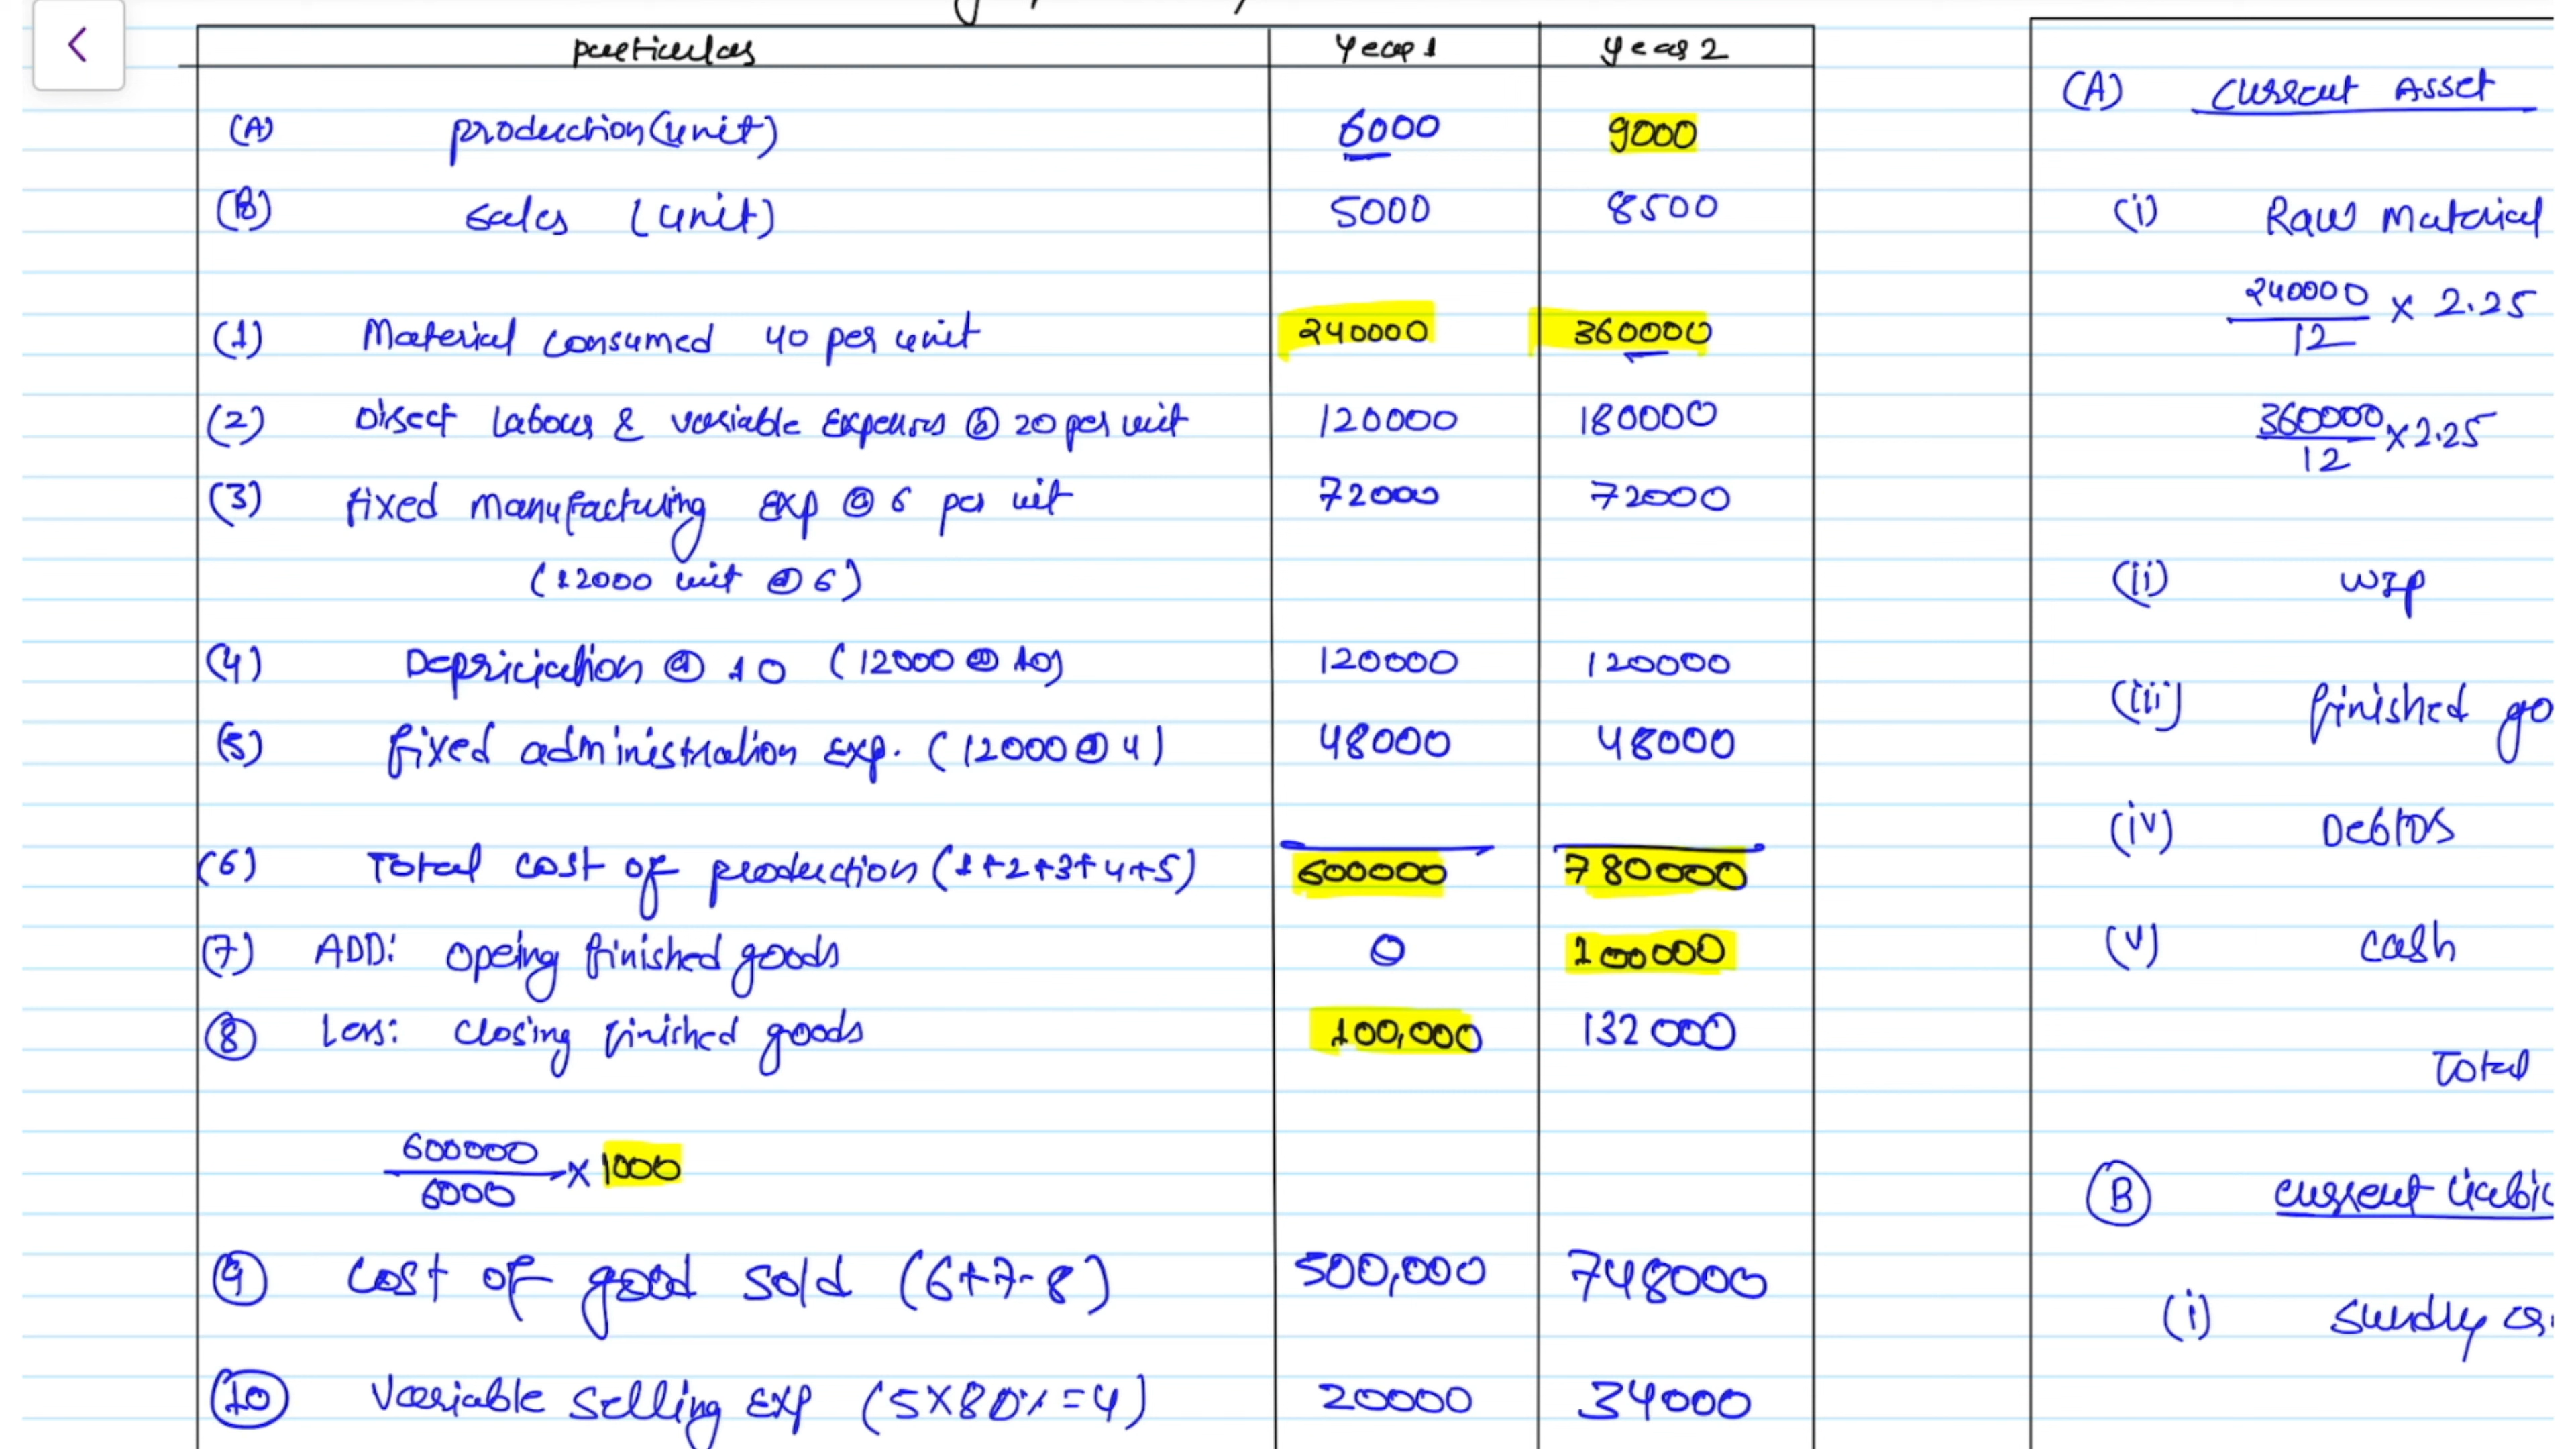 particulars Year 1 year 2
(A) production (unit) 6000 9000
(B) sales (unit) 5000 8500
(1) Material consumed 40 per unit 240000 360000
(2) Direct labour & variable Expenses @ 20 per unit 120000 180000
(3) fixed manufacturing Exp @ 6 per uit 72000 72000
(12000 unit @ 6)
(4) Depriciation @ 10 (12000 @ 10) 120000 120000
(5) fixed administration Exp. (12000 @ 4) 48000 48000
(6) Total cost of production (1+2+3+4+5) 600000 780000
(7) ADD: opeing finished goods 0 100000
(8) Less: closing finished goods 100,000 132000
600000
6000
× 1000
(9) cost of good sold (6+7-8) 500,000 748000
(10) Variable selling Exp (5×80%=4) 20000 34000
(A) current Asset
(i) Raw Material
240000
12
× 2.25
360000
12
× 2.25
(ii) WIP
(iii) finished go
(iv) Debtors
(v) cash
Total
(B) current
(i) sundry